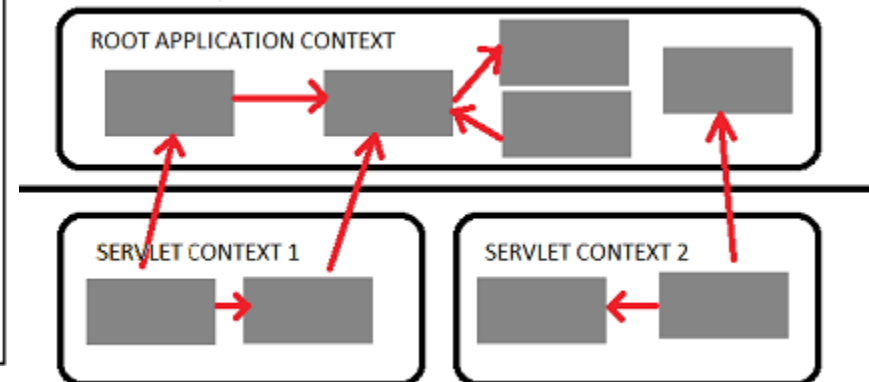 ROOT APPLICATION CONTEXT
SERVLET CONTEXT 1
SERVLET CONTEXT 2